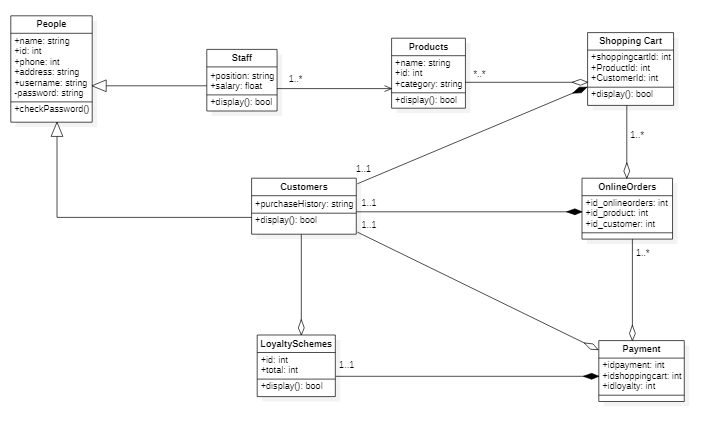 People
+name: string
+id: int
+phone: int
+address: string
+username: string
-password: string
+checkPassword()
Staff
+position: string
+salary: float
+display(): bool
1..*
Products
+name: string
+id: int
+category: string
+display(): bool
*..*
Shopping Cart
+shoppingcartId: int
+ProductId: int
+CustomerId: int
+display(): bool
1..*
1..1
Customers
+purchaseHistory: string
+display(): bool
1..1
1..1
OnlineOrders
+id_onlineorders: int
+id_product: int
+id_customer: int
1..*
LoyaltySchemes
+id: int
+total: int
+display(): bool
1..1
Payment
+idpayment: int
+idshoppingcart: int
+idloyalty: int